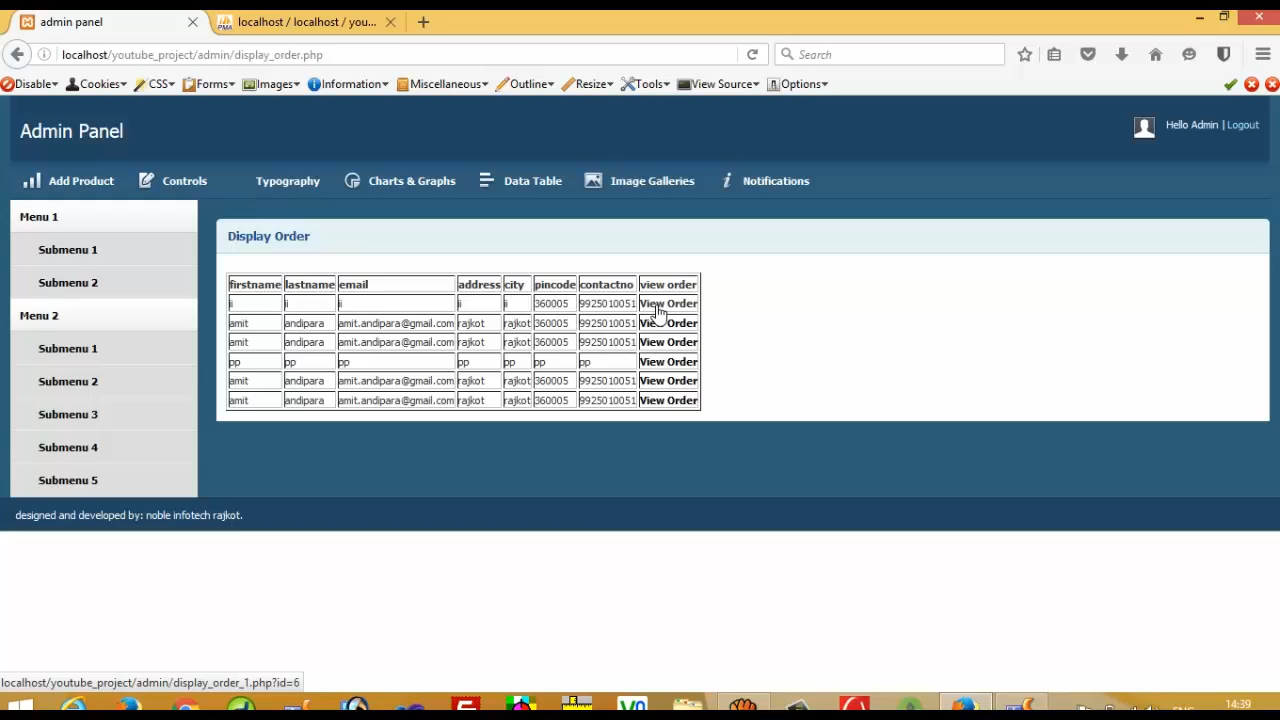 admin panel
localhost / localhost / you...
localhost/youtube_project/admin/display_order.php
Search
Disable Cookies CSS Forms Images Information Miscellaneous Outline Resize Tools View Source Options
Admin Panel
Hello Admin | Logout
Add Product Controls Typography Charts & Graphs Data Table Image Galleries Notifications
Menu 1
Submenu 1
Submenu 2
Menu 2
Submenu 1
Submenu 2
Submenu 3
Submenu 4
Submenu 5
Display Order
firstname lastname email address city pincode contactno view order
ii ii ii ii ii 360005 9925010051 View Order
amit andipara amit.andipara@gmail.com rajkot rajkot 360005 9925010051 View Order
amit andipara amit.andipara@gmail.com rajkot rajkot 360005 9925010051 View Order
pp pp pp pp pp pp pp View Order
amit andipara amit.andipara@gmail.com rajkot rajkot 360005 9925010051 View Order
amit andipara amit.andipara@gmail.com rajkot rajkot 360005 9925010051 View Order
designed and developed by: noble infotech rajkot.
localhost/youtube_project/admin/display_order_1.php?id=6
14:39